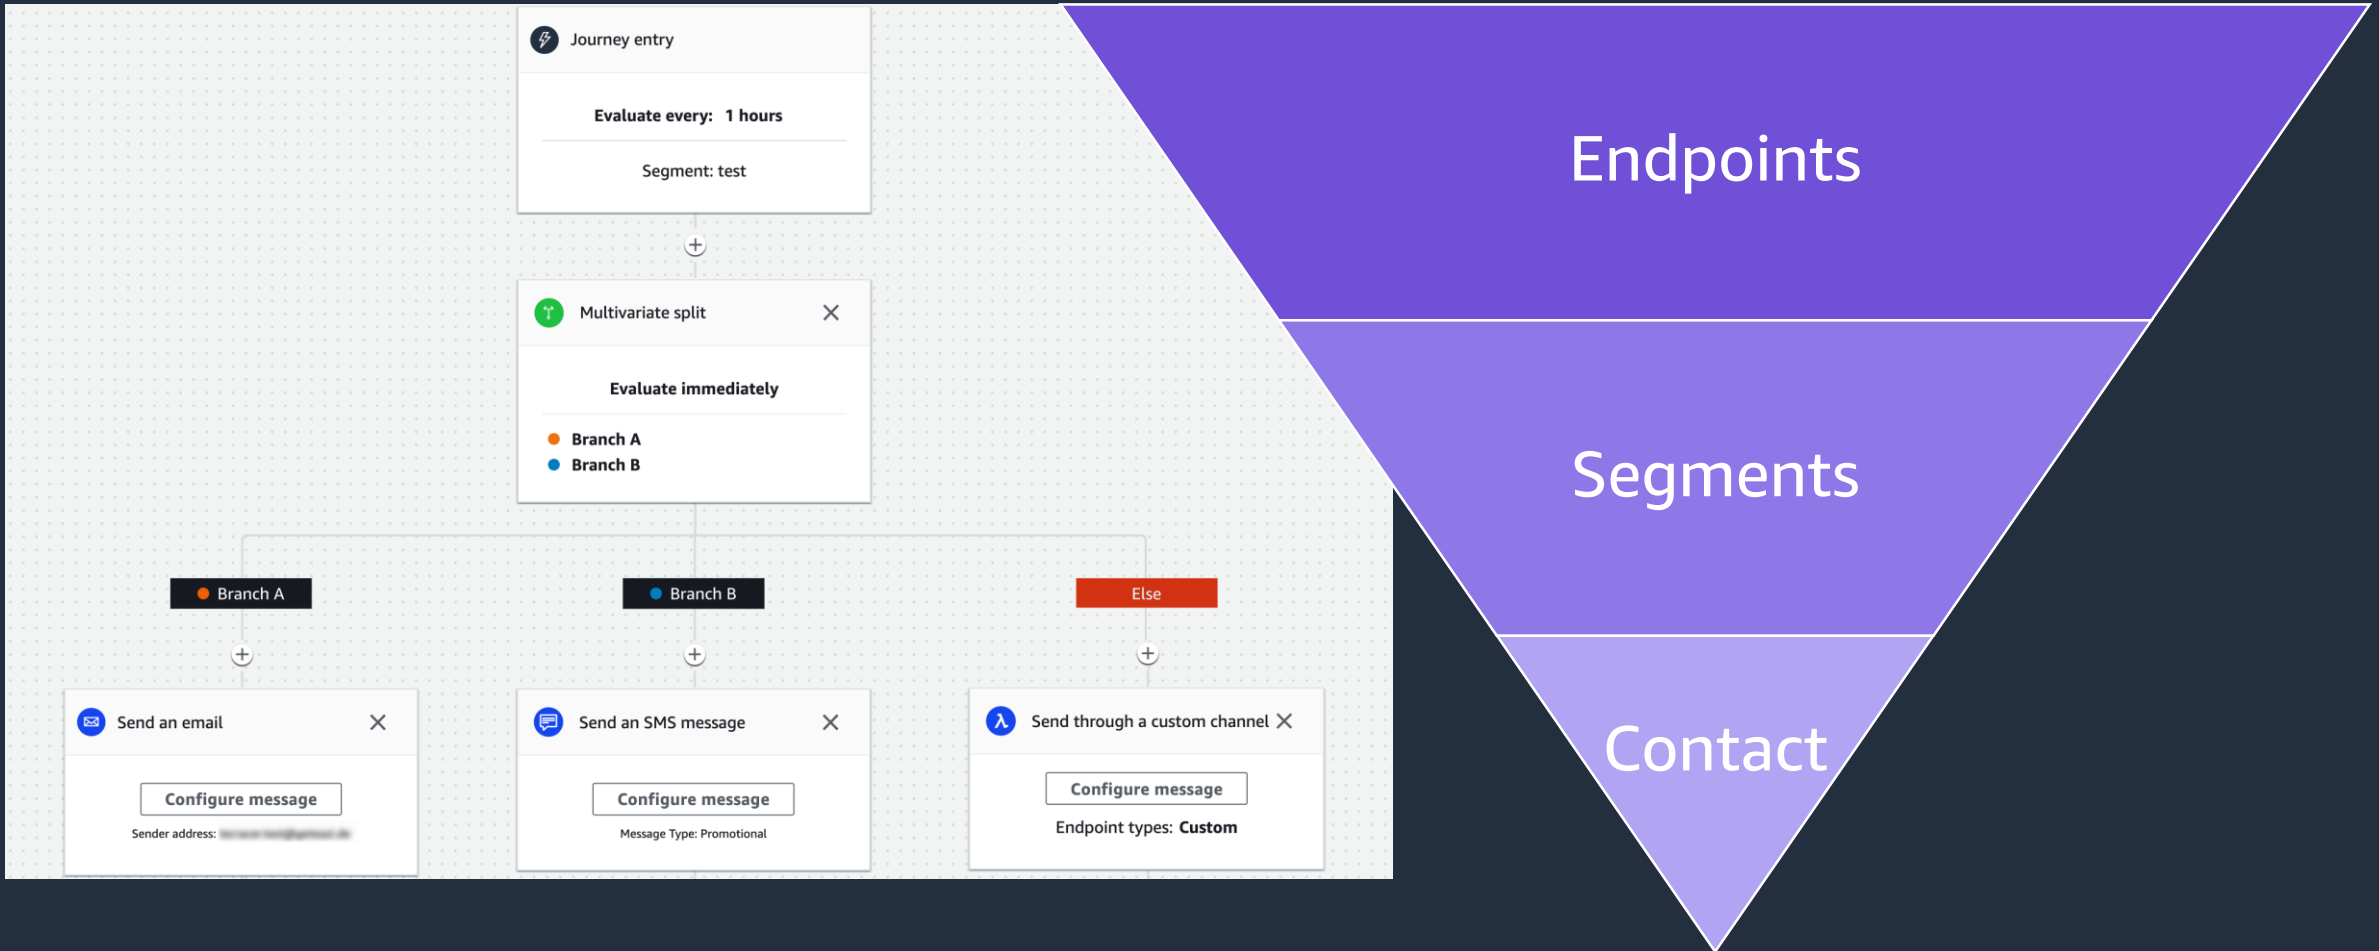 Journey entry
Evaluate every: 1 hours
Segment: test
Multivariate split
Evaluate immediately
Branch A
Branch B
Branch A
Branch B
Else
Send an email
Configure message
Sender address:
Send an SMS message
Configure message
Message Type: Promotional
Send through a custom channel
Configure message
Endpoint types: Custom
Endpoints
Segments
Contact